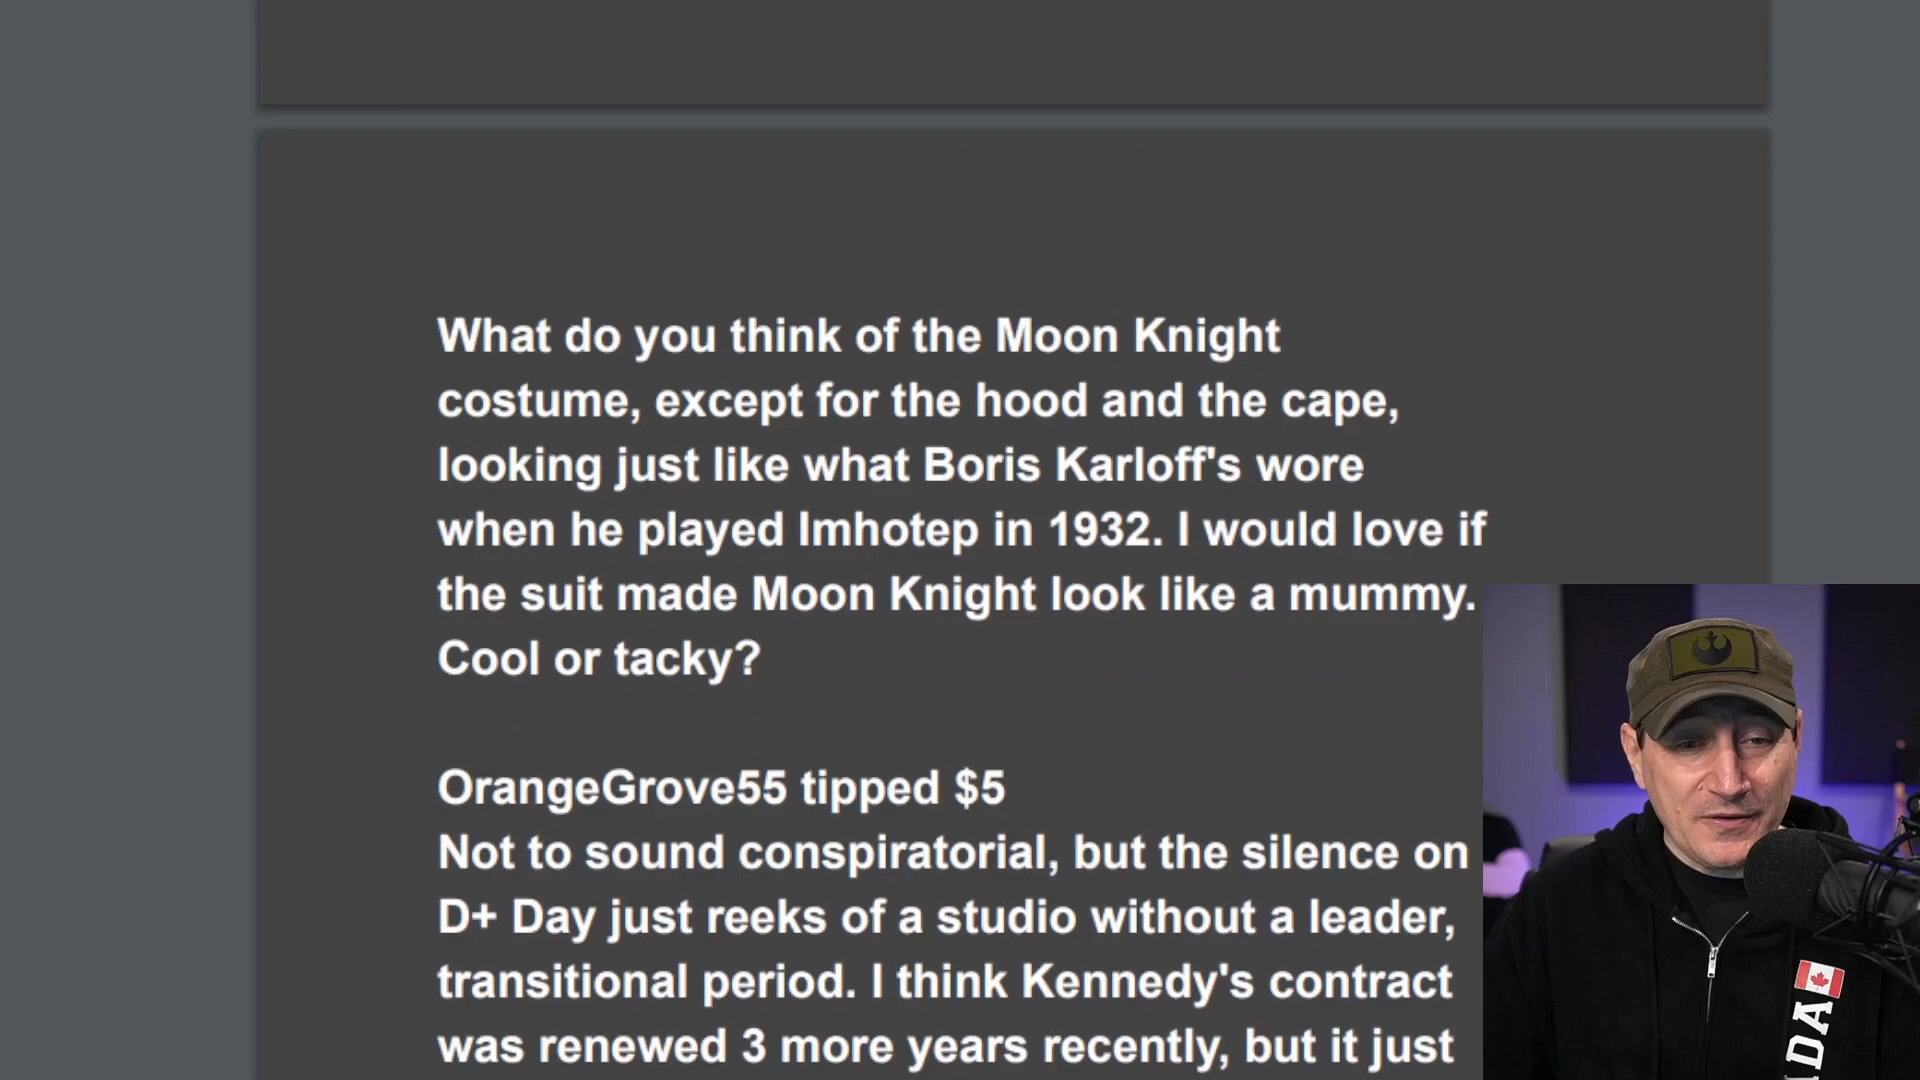 What do you think of the Moon Knight
costume, except for the hood and the cape,
looking just like what Boris Karloff's wore
when he played Imhotep in 1932. I would love if
the suit made Moon Knight look like a mummy.
Cool or tacky?
OrangeGrove55 tipped $5
Not to sound conspiratorial, but the silence on
D+ Day just reeks of a studio without a leader,
transitional period. I think Kennedy's contract
was renewed 3 more years recently, but it just
DA